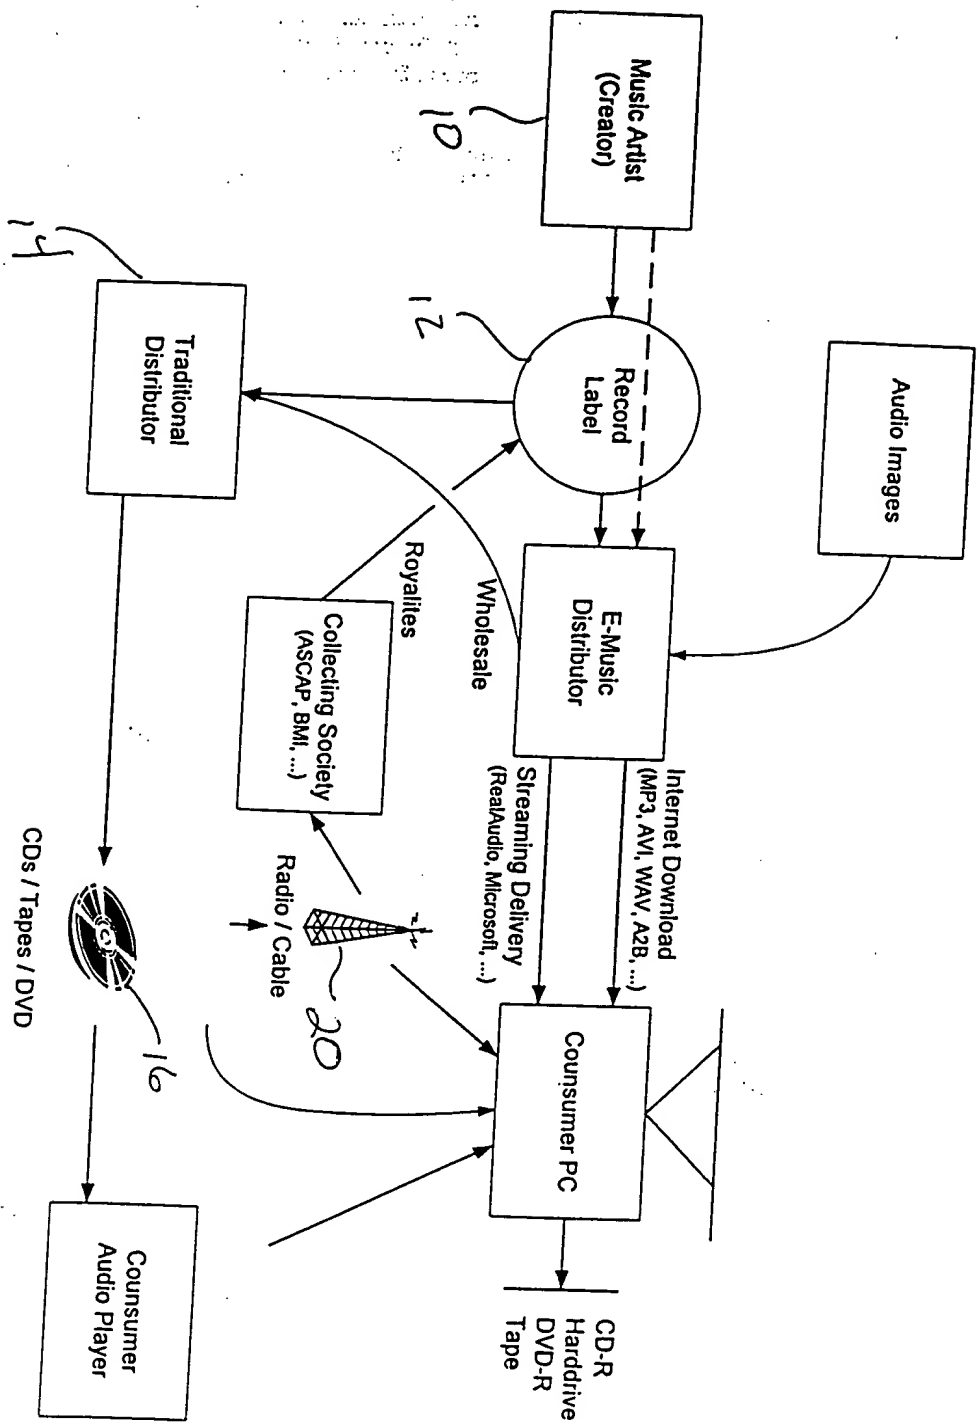 Audio Images
Music Artist
(Creator)
10
Record
Label
12
E-Music
Distributor
Internet Download
(MP3, AVI, WAV, A2B, ...)
Streaming Delivery
(RealAudio, Microsoft, ...)
Counsumer PC
CD-R
Harddrive
DVD-R
Tape
Wholesale
Royalites
Collecting Society
(ASCAP, BMI, ...)
Radio / Cable
20
14
Traditional
Distributor
CDs / Tapes / DVD
16
Counsumer
Audio Player